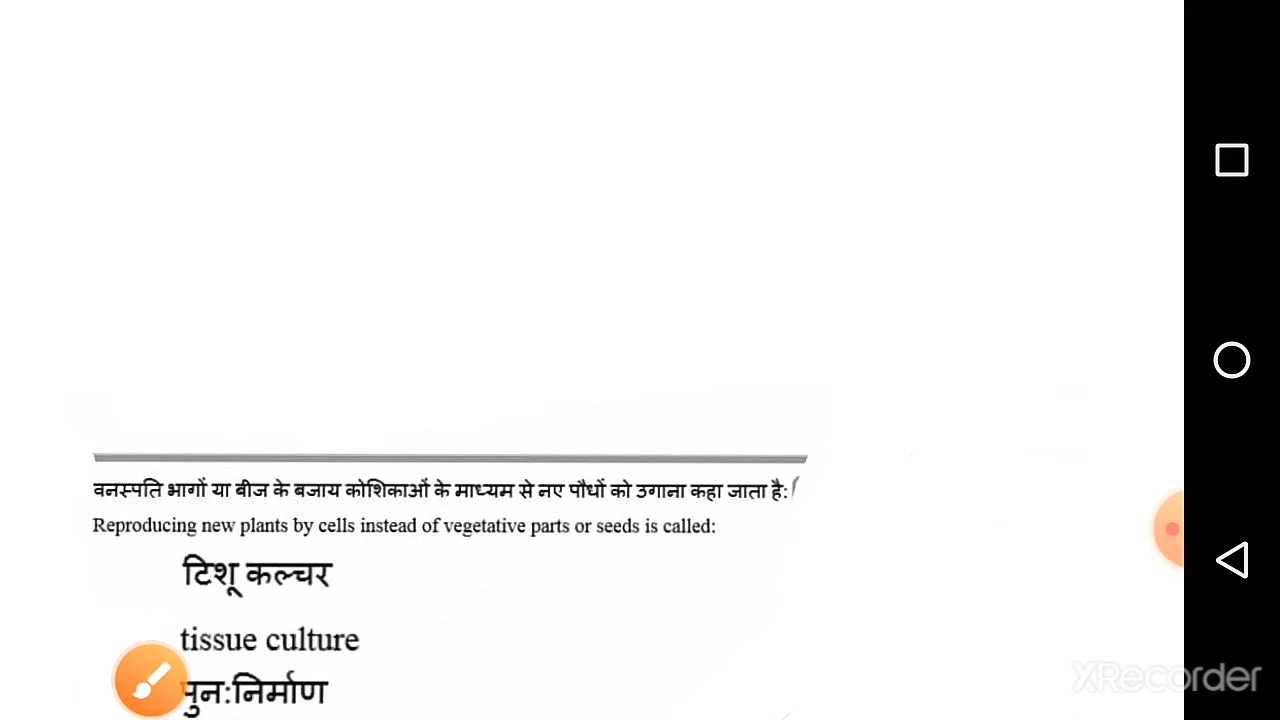 वनस्पति भागों या बीज के बजाय कोशिकाओं के माध्यम से नए पौधों को उगाना कहा जाता है:
Reproducing new plants by cells instead of vegetative parts or seeds is called:
टिशू कल्चर
tissue culture
पुन:निर्माण
XRecorder